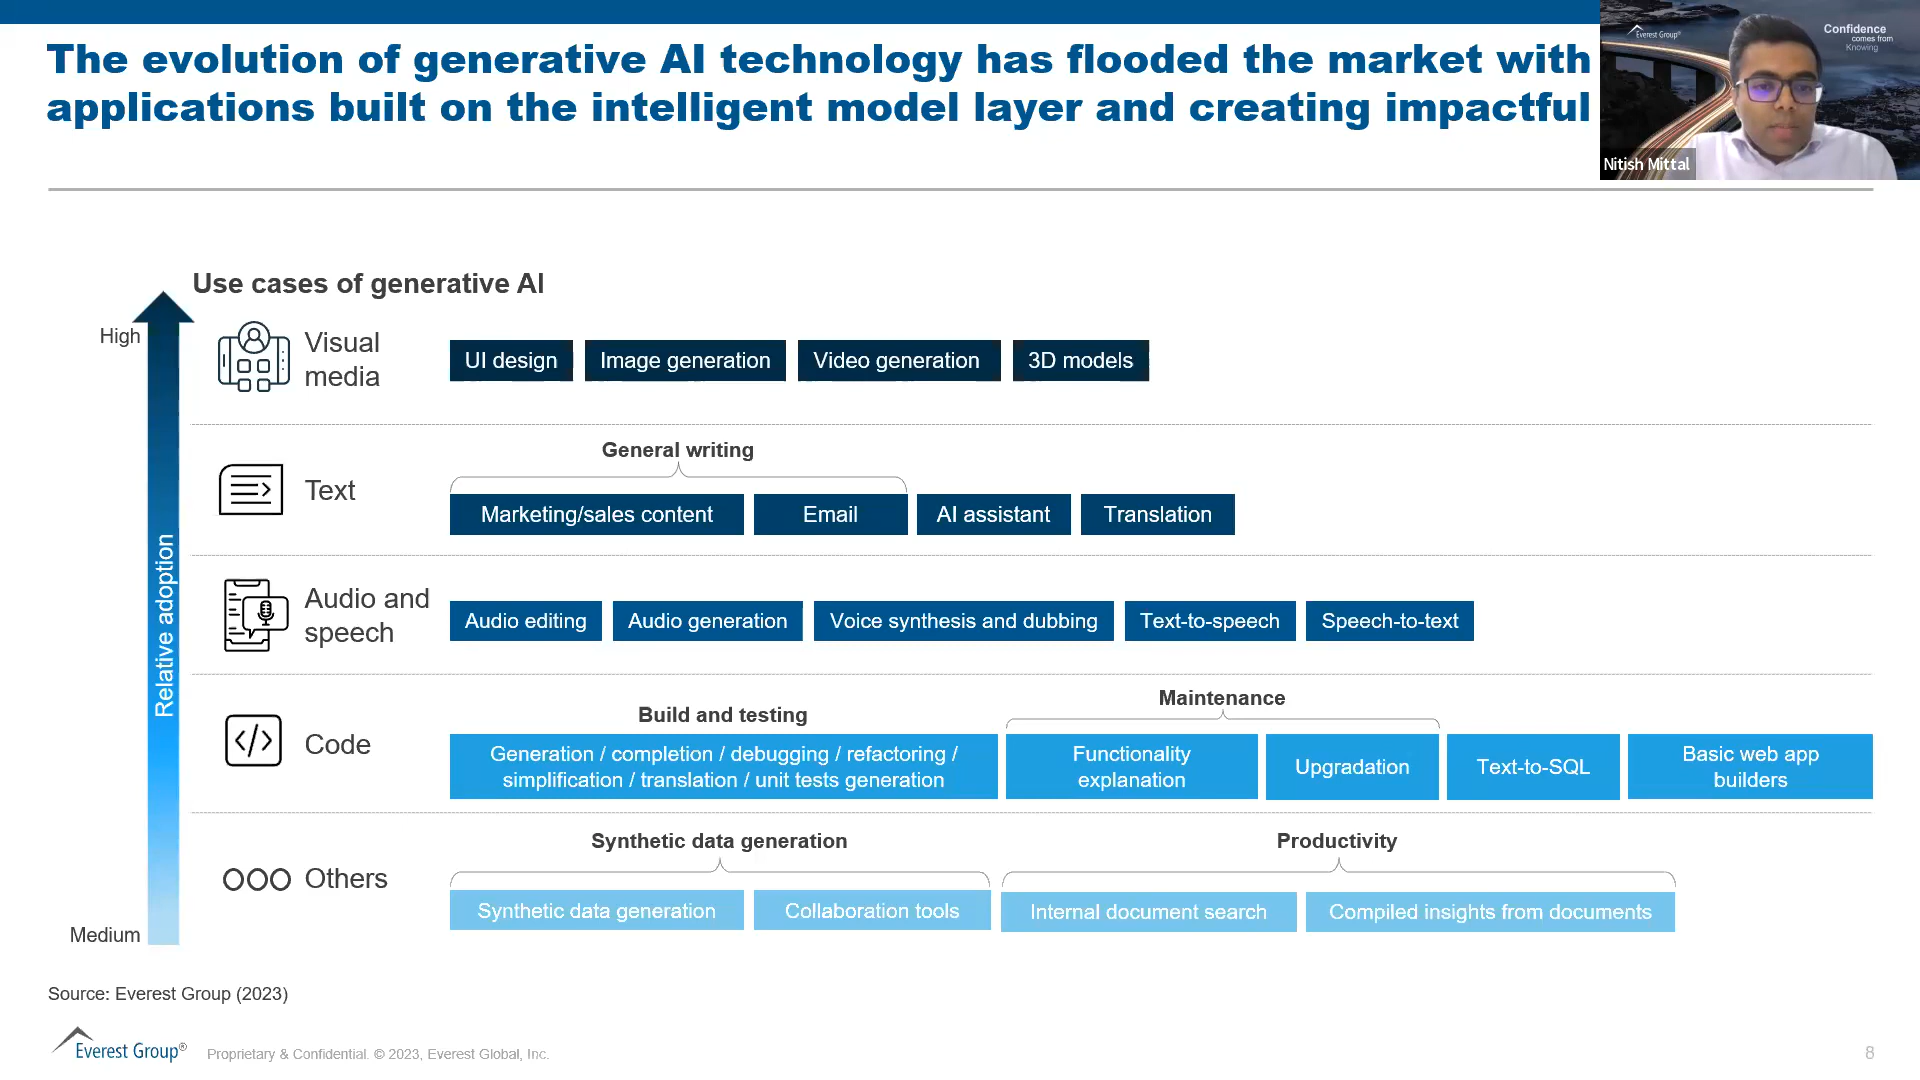 The evolution of generative AI technology has flooded the market with
applications built on the intelligent model layer and creating impactful
Everest Group®
Confidence
comes from
Knowing
Nitish Mittal
Use cases of generative AI
High
Relative adoption
Medium
Visual
media
UI design
Image generation
Video generation
3D models
General writing
Text
Marketing/sales content
Email
AI assistant
Translation
Audio and
speech
Audio editing
Audio generation
Voice synthesis and dubbing
Text-to-speech
Speech-to-text
Build and testing
Maintenance
Code
Generation / completion / debugging / refactoring /
simplification / translation / unit tests generation
Functionality
explanation
Upgradation
Text-to-SQL
Basic web app
builders
Synthetic data generation
Productivity
Others
Synthetic data generation
Collaboration tools
Internal document search
Compiled insights from documents
Source: Everest Group (2023)
Everest Group®
Proprietary & Confidential. © 2023, Everest Global, Inc.
8